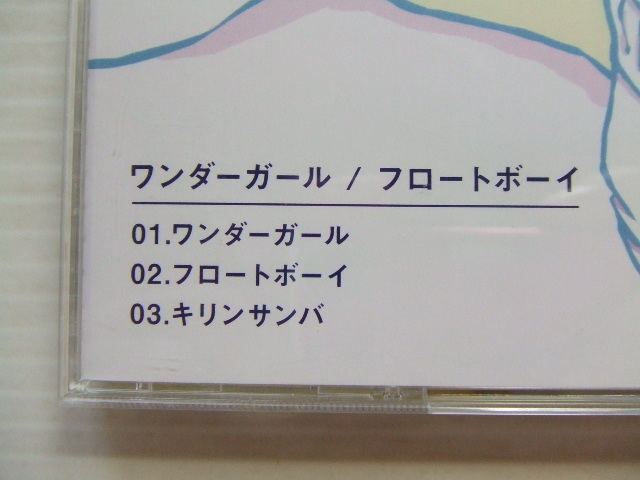 ワンダーガール / フロートボーイ
01.ワンダーガール
02.フロートボーイ
03.キリンサンバ